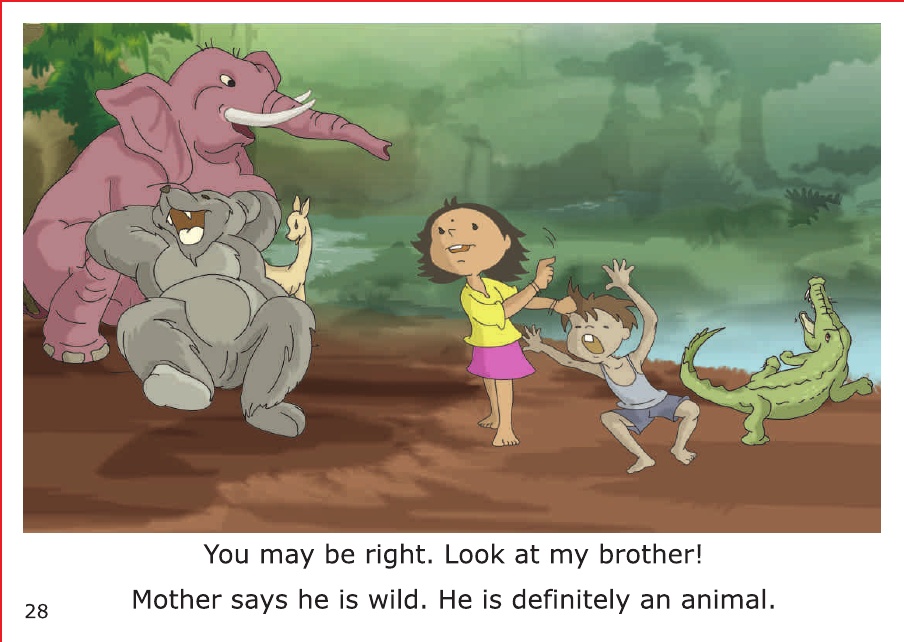 You may be right. Look at my brother!
Mother says he is wild. He is definitely an animal.
28